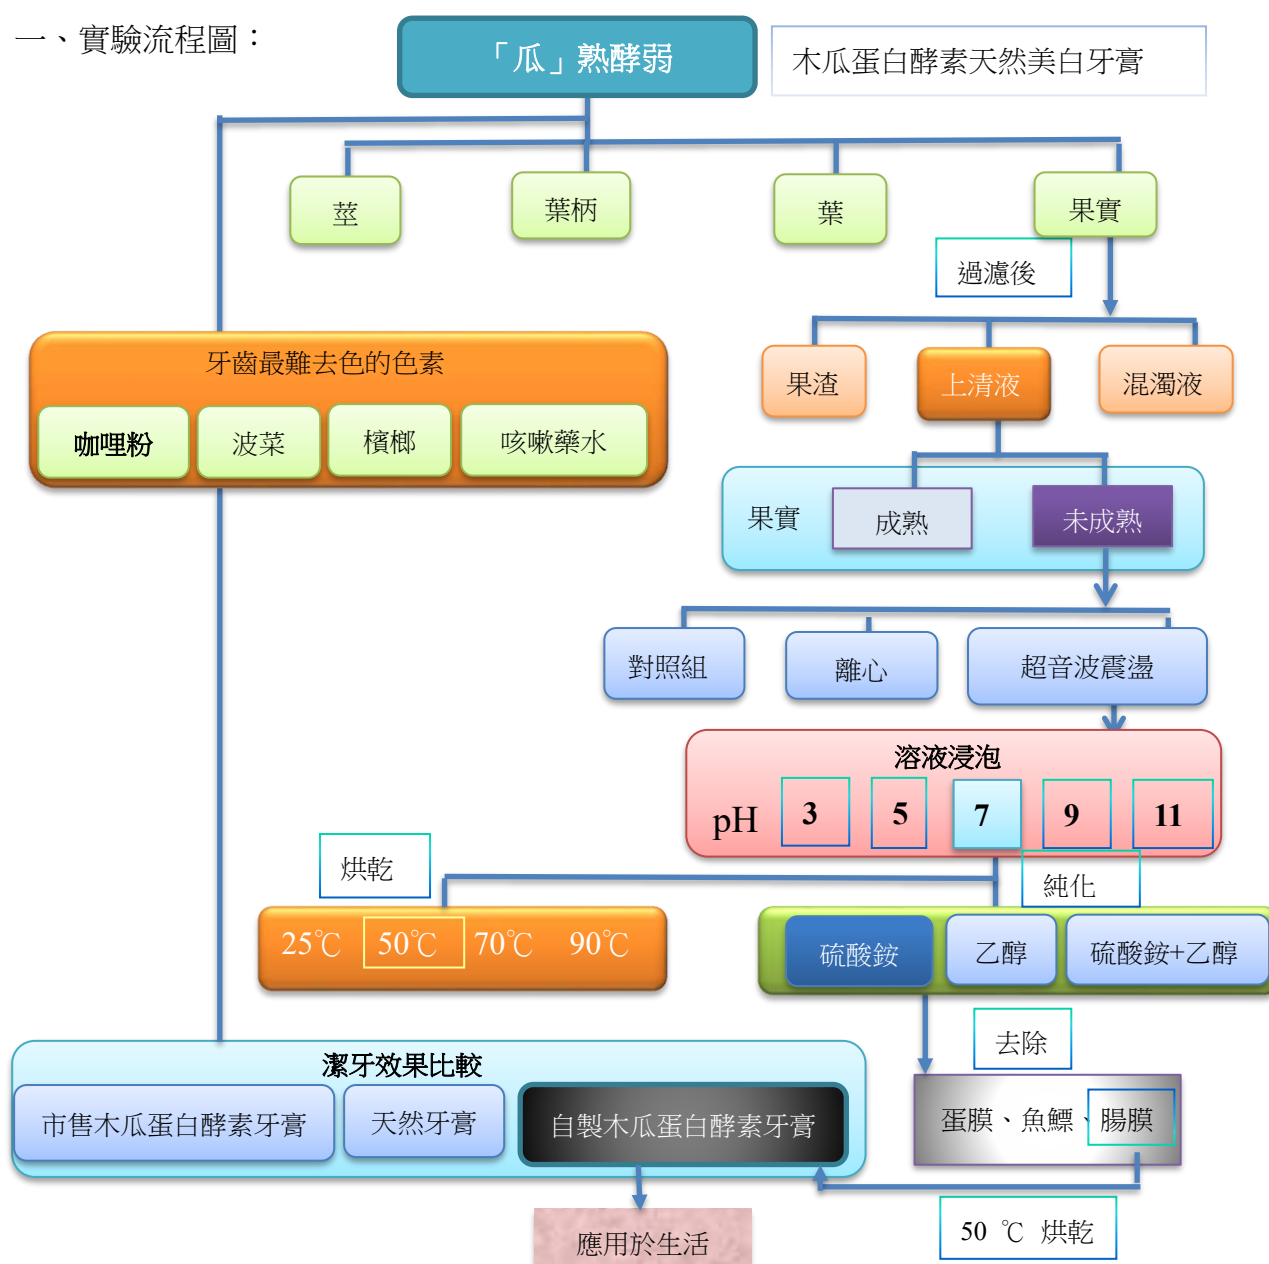 一、實驗流程圖：
「瓜」熟酵弱
木瓜蛋白酵素天然美白牙膏
莖
葉柄
葉
果實
過濾後
牙齒最難去色的色素
咖哩粉
波菜
檳榔
咳嗽藥水
果渣
上清液
混濁液
果實
成熟
未成熟
對照組
離心
超音波震盪
溶液浸泡
pH 3 5 7 9 11
烘乾
純化
25℃ 50℃ 70℃ 90℃
硫酸銨
乙醇
硫酸銨+乙醇
去除
潔牙效果比較
市售木瓜蛋白酵素牙膏
天然牙膏
自製木瓜蛋白酵素牙膏
蛋膜、魚鰾、腸膜
50 ℃ 烘乾
應用於生活